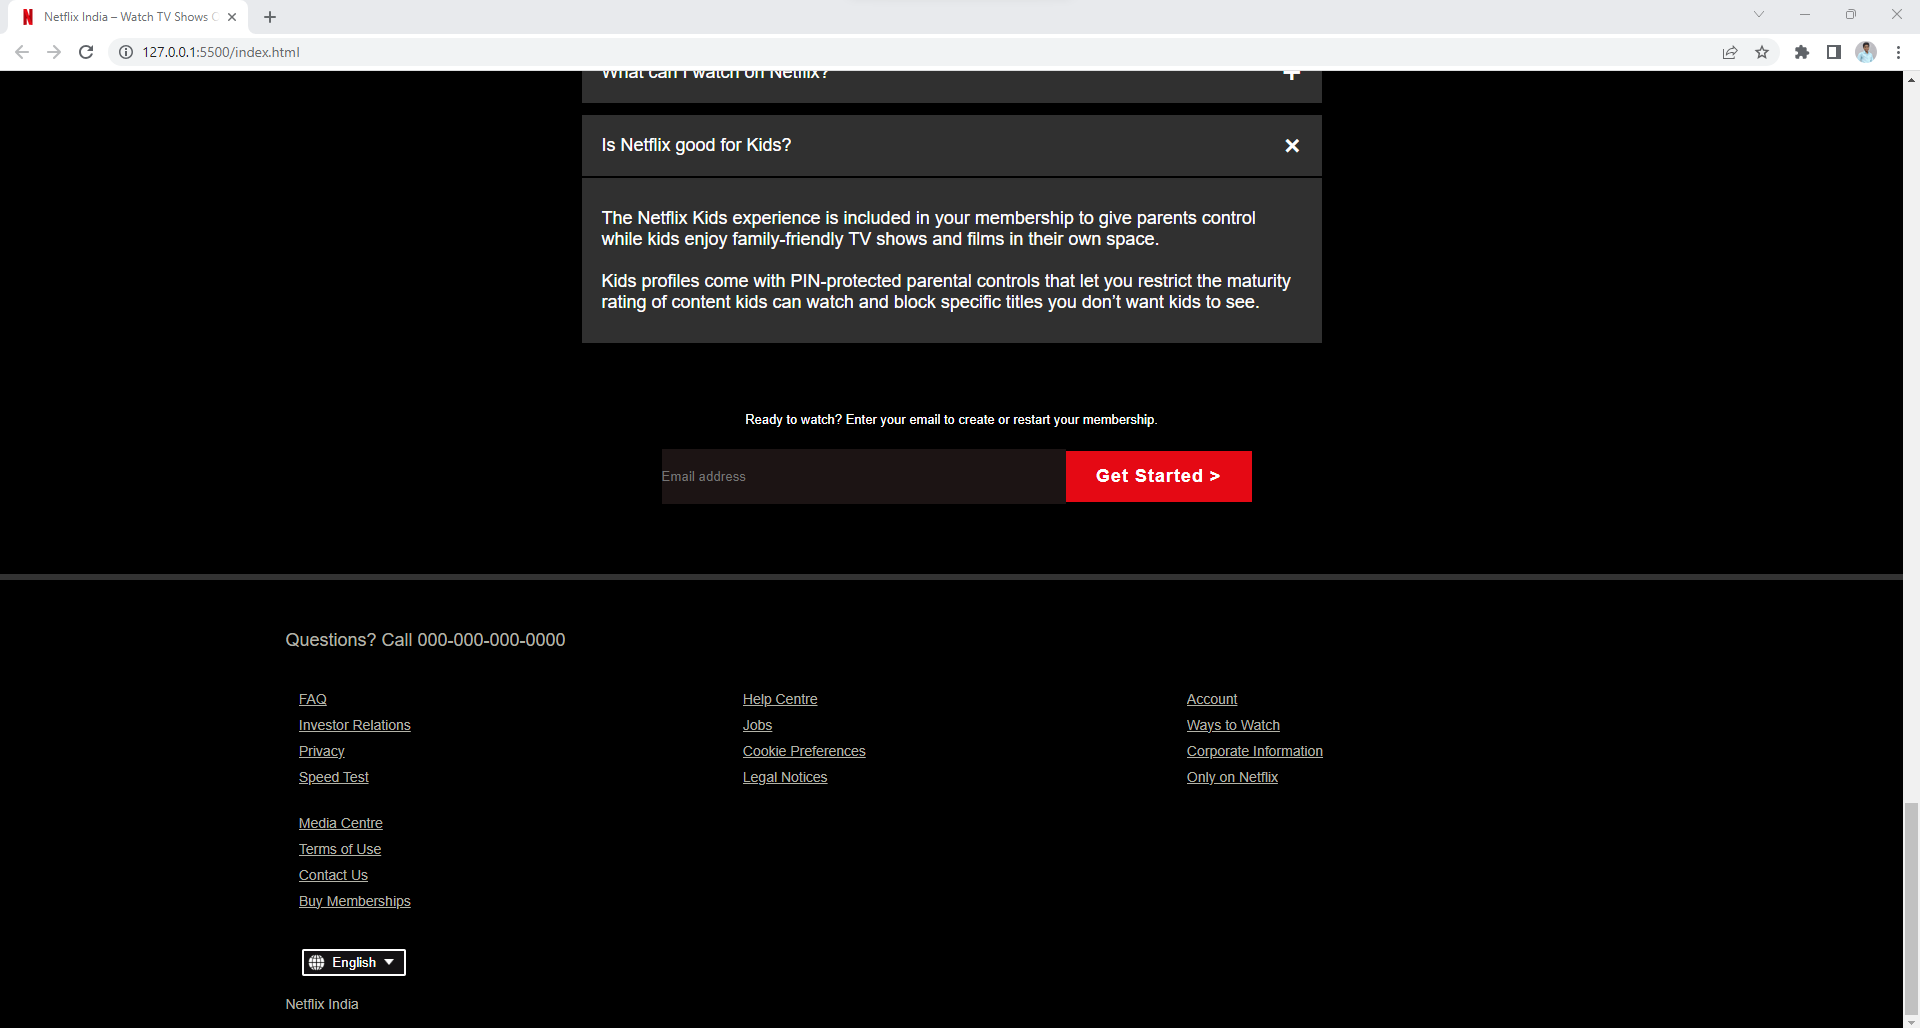 Netflix India – Watch TV Shows
127.0.0.1:5500/index.html
What can I watch on Netflix?
Is Netflix good for Kids?
The Netflix Kids experience is included in your membership to give parents control
while kids enjoy family-friendly TV shows and films in their own space.
Kids profiles come with PIN-protected parental controls that let you restrict the maturity
rating of content kids can watch and block specific titles you don’t want kids to see.
Ready to watch? Enter your email to create or restart your membership.
Email address
Get Started >
Questions? Call 000-000-000-0000
FAQ
Investor Relations
Privacy
Speed Test
Help Centre
Jobs
Cookie Preferences
Legal Notices
Account
Ways to Watch
Corporate Information
Only on Netflix
Media Centre
Terms of Use
Contact Us
Buy Memberships
English
Netflix India